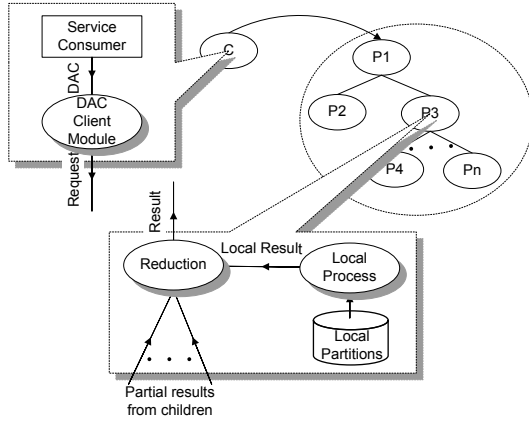 Service
Consumer
DAC
DAC
Client
Module
Request
C
P1
P2
P3
P4
Pn
Result
Reduction
Local Result
Local
Process
Local
Partitions
Partial results
from children